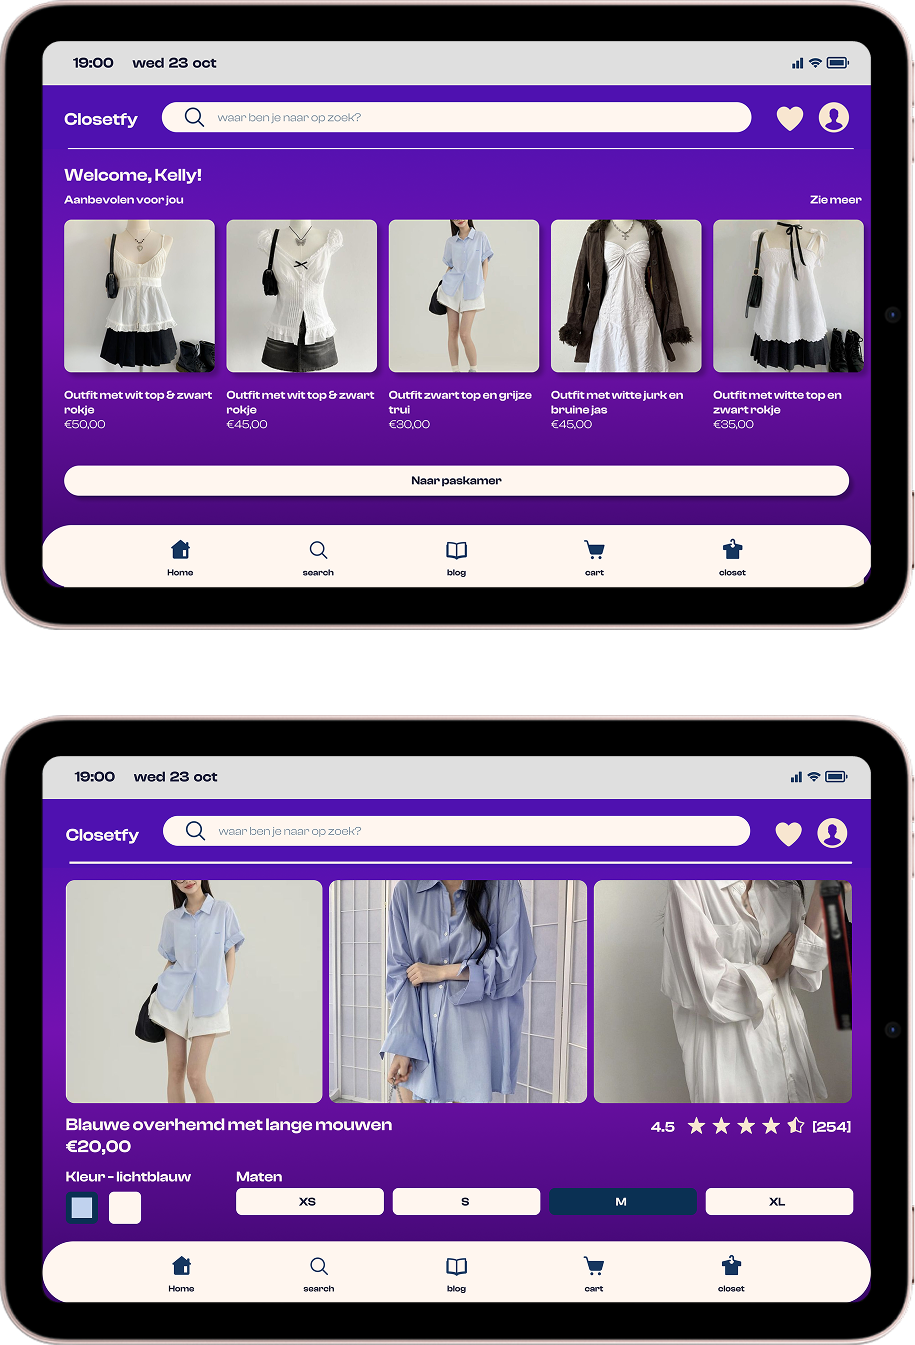 19:00 wed 23 oct
Closetfy
waar ben je naar op zoek?
Welcome, Kelly!
Aanbevolen voor jou
Zie meer
Outfit met wit top & zwart
rokje
€50,00
Outfit met wit top & zwart
rokje
€45,00
Outfit zwart top en grijze
trui
€30,00
Outfit met witte jurk en
bruine jas
€45,00
Outfit met witte top en
zwart rokje
€35,00
Naar paskamer
Home
search
blog
cart
closet
19:00 wed 23 oct
Closetfy
waar ben je naar op zoek?
Blauwe overhemd met lange mouwen
€20,00
4.5
[254]
Kleur - lichtblauw
Maten
XS
S
M
XL
Home
search
blog
cart
closet